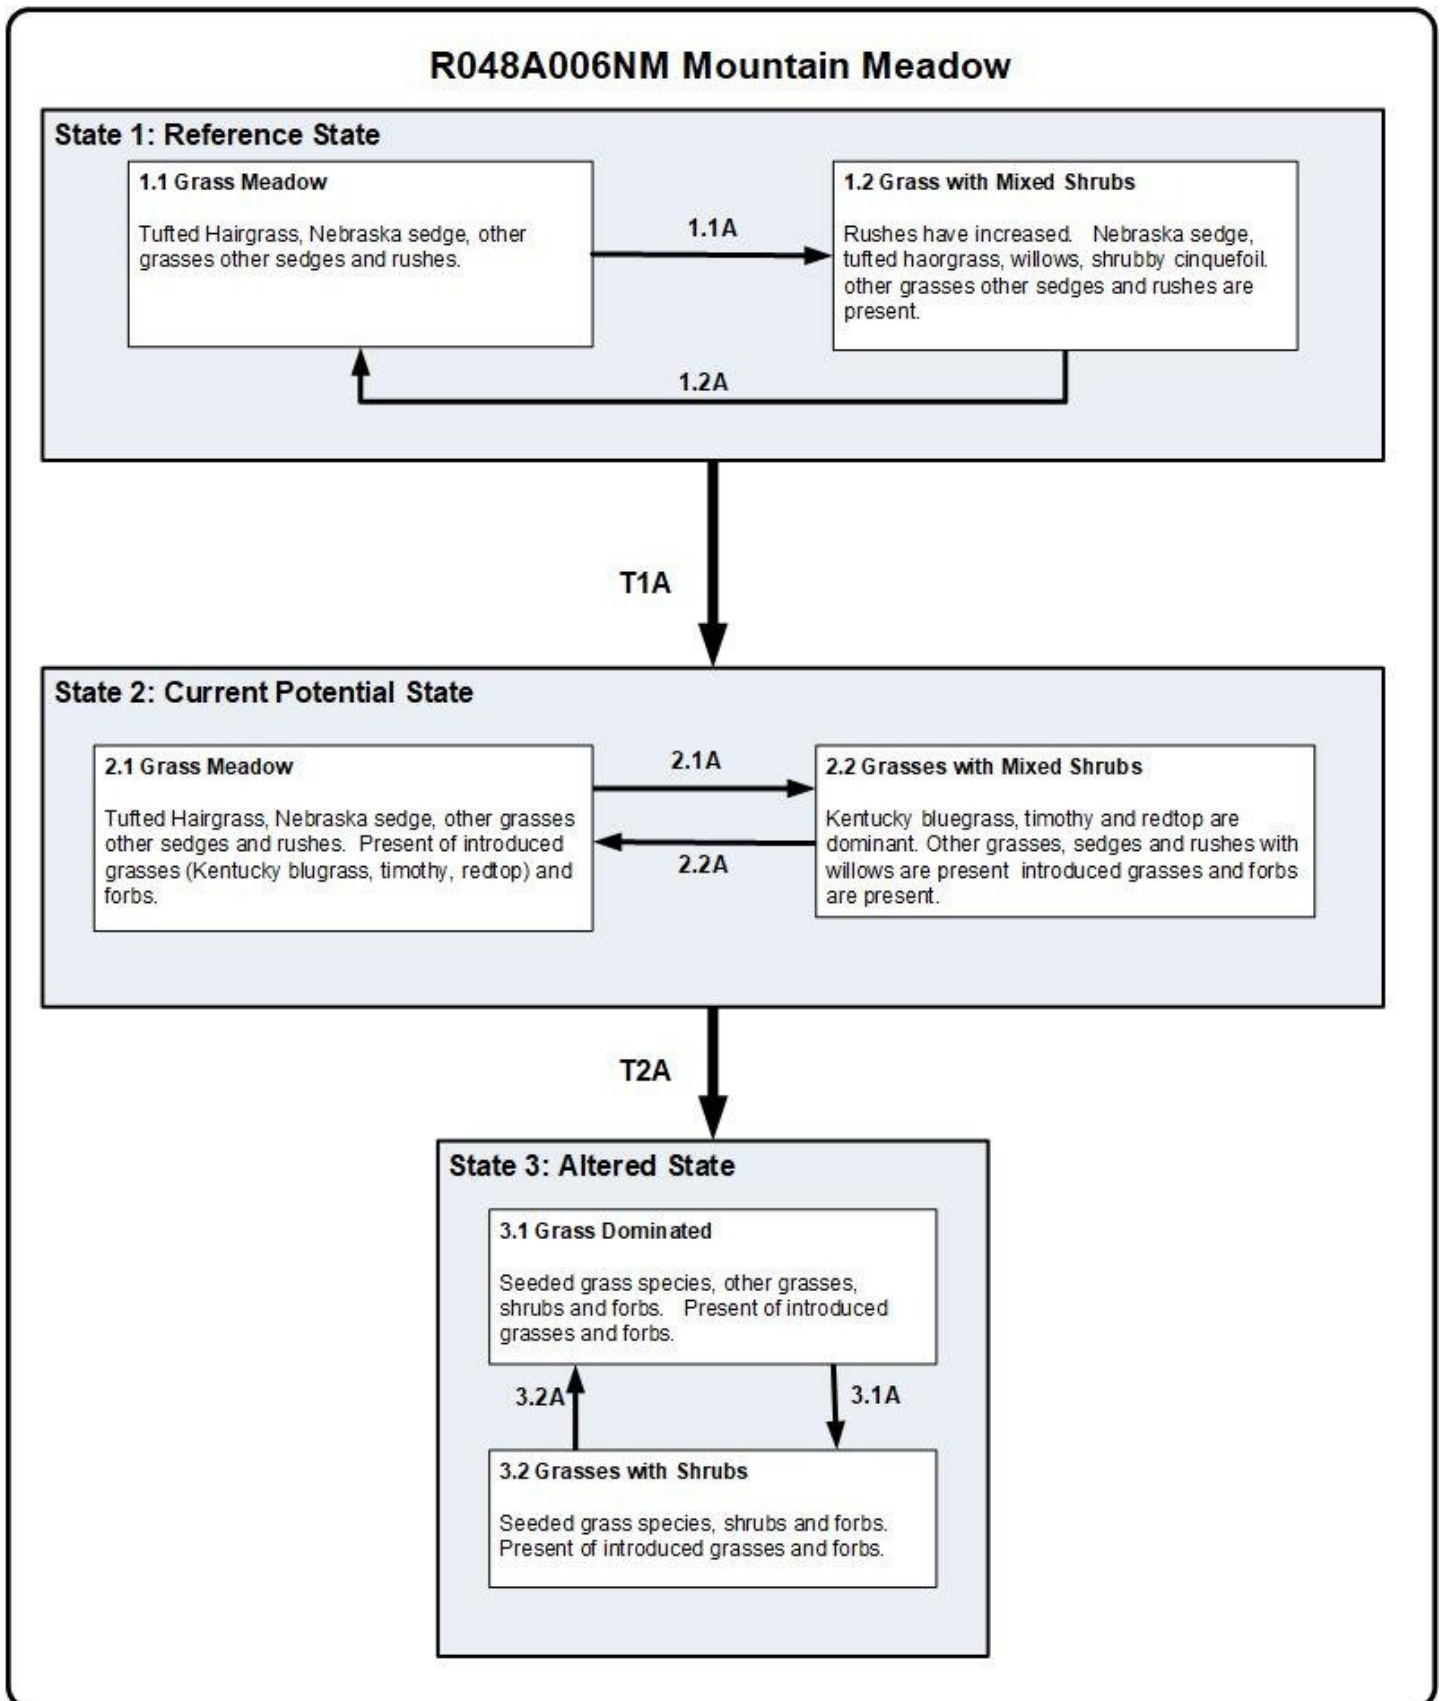 R048A006NM Mountain Meadow
State 1: Reference State
1.1 Grass Meadow
Tufted Hairgrass, Nebraska sedge, other
grasses other sedges and rushes.
1.1A
1.2 Grass with Mixed Shrubs
Rushes have increased. Nebraska sedge,
tufted haorgrass, willows, shrubby cinquefoil.
other grasses other sedges and rushes are
present.
1.2A
T1A
State 2: Current Potential State
2.1 Grass Meadow
Tufted Hairgrass, Nebraska sedge, other grasses
other sedges and rushes. Present of introduced
grasses (Kentucky blugrass, timothy, redtop) and
forbs.
2.1A
2.2A
2.2 Grasses with Mixed Shrubs
Kentucky bluegrass, timothy and redtop are
dominant. Other grasses, sedges and rushes with
willows are present introduced grasses and forbs
are present.
T2A
State 3: Altered State
3.1 Grass Dominated
Seeded grass species, other grasses,
shrubs and forbs. Present of introduced
grasses and forbs.
3.2A
3.1A
3.2 Grasses with Shrubs
Seeded grass species, shrubs and forbs.
Present of introduced grasses and forbs.